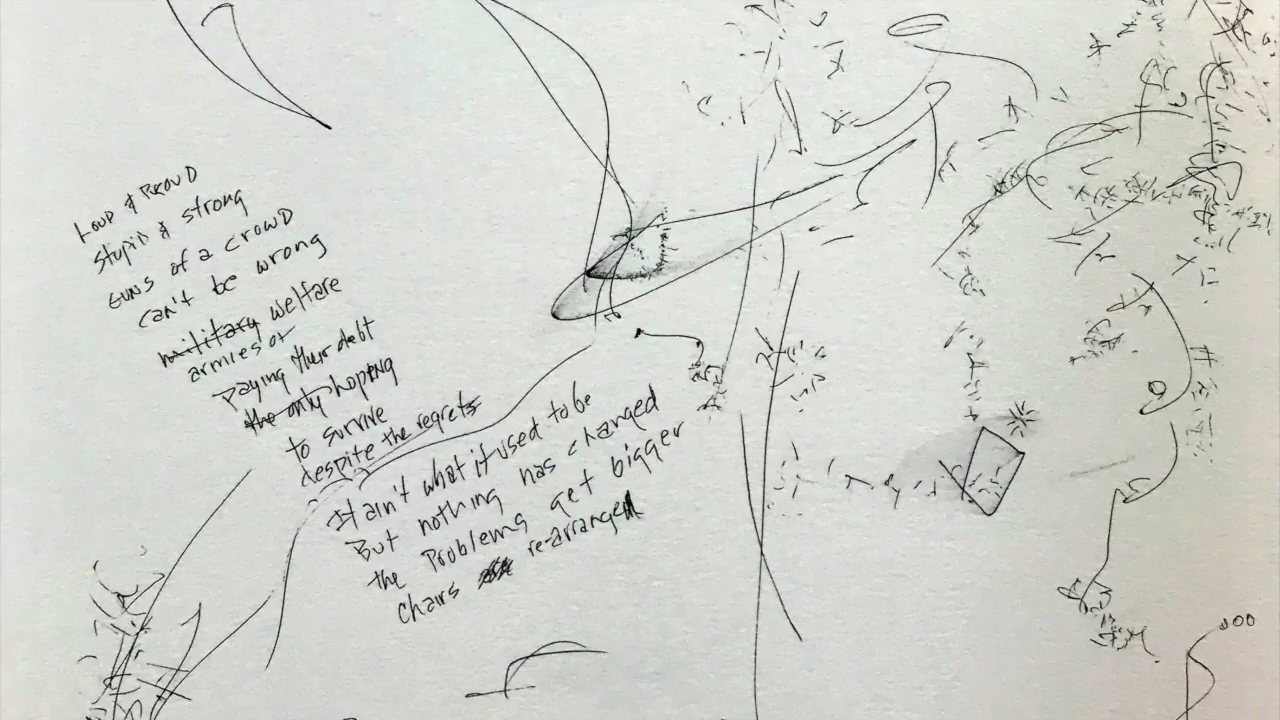 LOUD & PROUD
stupid & strong
GUNS of a CROWD
can't be wrong
military welfare
armies of
Paying their debt
the only hoping
to survive
despite the regrets
It ain't what it used to be
But nothing has changed
the Problems get bigger
Chairs re-arranged